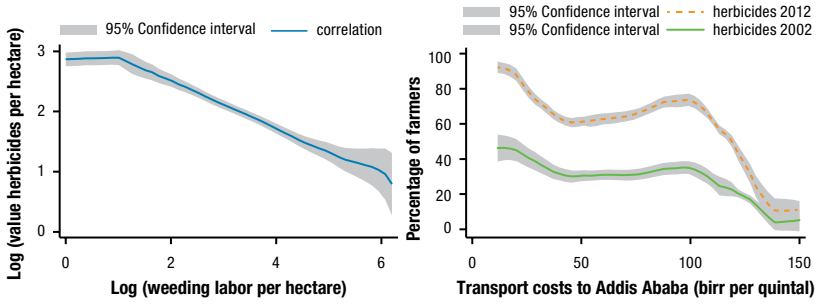 95% Confidence interval correlation
3
2
1
0
0 2 4 6
Log (value herbicides per hectare)
Log (weeding labor per hectare)
95% Confidence interval herbicides 2012
95% Confidence interval herbicides 2002
100
80
60
40
20
0
0 50 100 150
Percentage of farmers
Transport costs to Addis Ababa (birr per quintal)